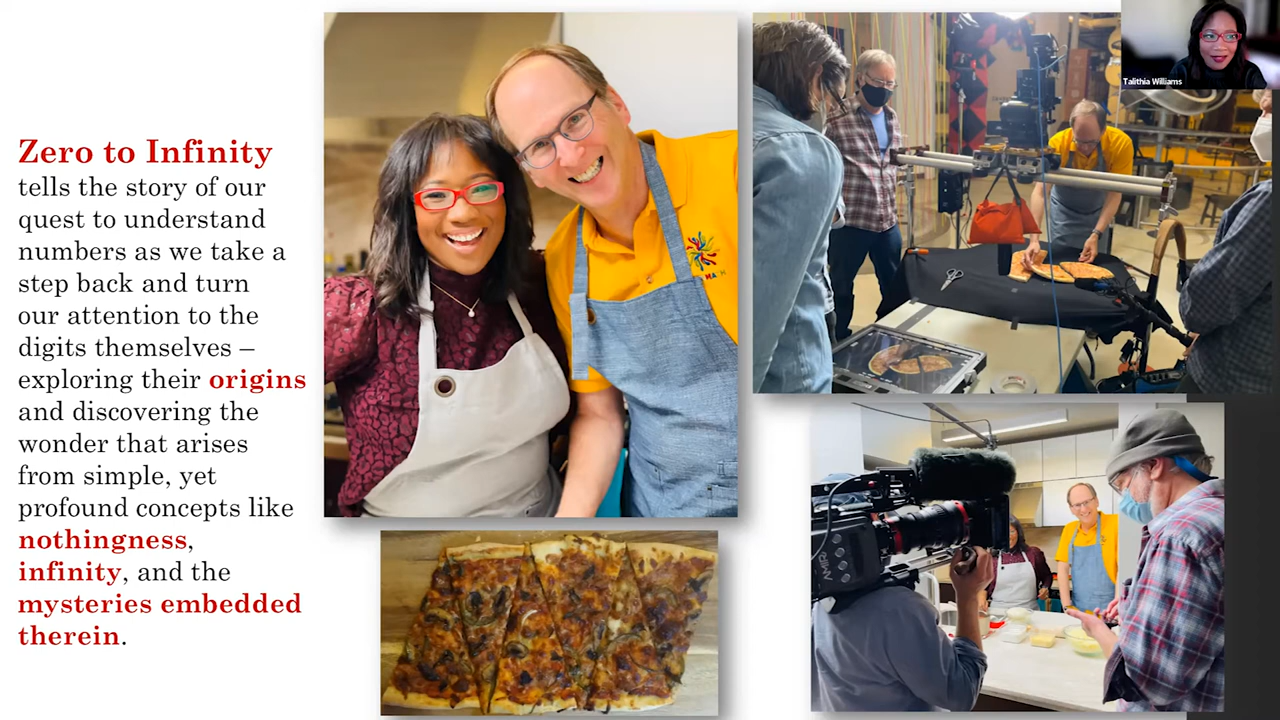 Zero to Infinity
tells the story of our
quest to understand
numbers as we take a
step back and turn
our attention to the
digits themselves –
exploring their origins
and discovering the
wonder that arises
from simple, yet
profound concepts like
nothingness,
infinity, and the
mysteries embedded
therein.
Talithia Williams